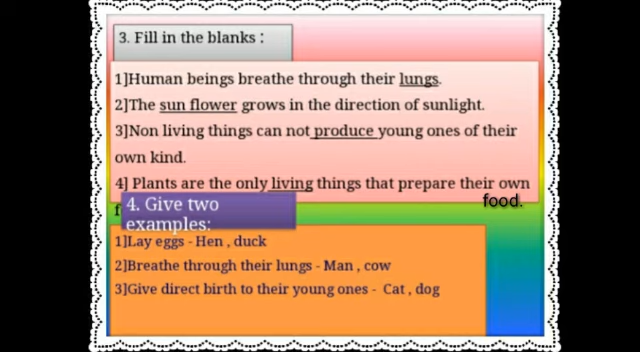 3. Fill in the blanks :
1]Human beings breathe through their lungs.
2]The sun flower grows in the direction of sunlight.
3]Non living things can not produce young ones of their
own kind.
4] Plants are the only living things that prepare their own
food.
4. Give two
examples:
1]Lay eggs - Hen , duck
2]Breathe through their lungs - Man , cow
3]Give direct birth to their young ones - Cat , dog